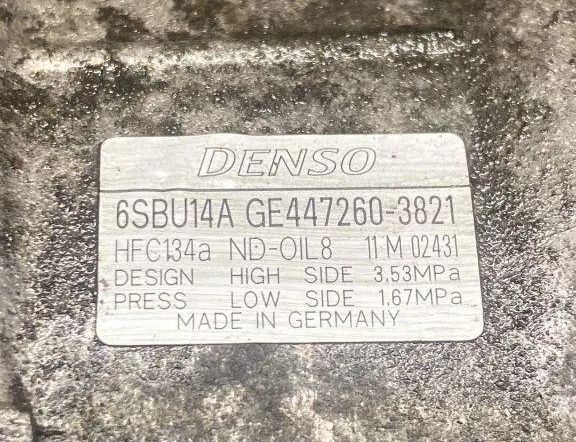 DENSO
6SBU14A GE447260-3821
HFC134a ND-OIL8 11 M 02431
DESIGN HIGH SIDE 3.53MPa
PRESS LOW SIDE 1.67MPa
MADE IN GERMANY